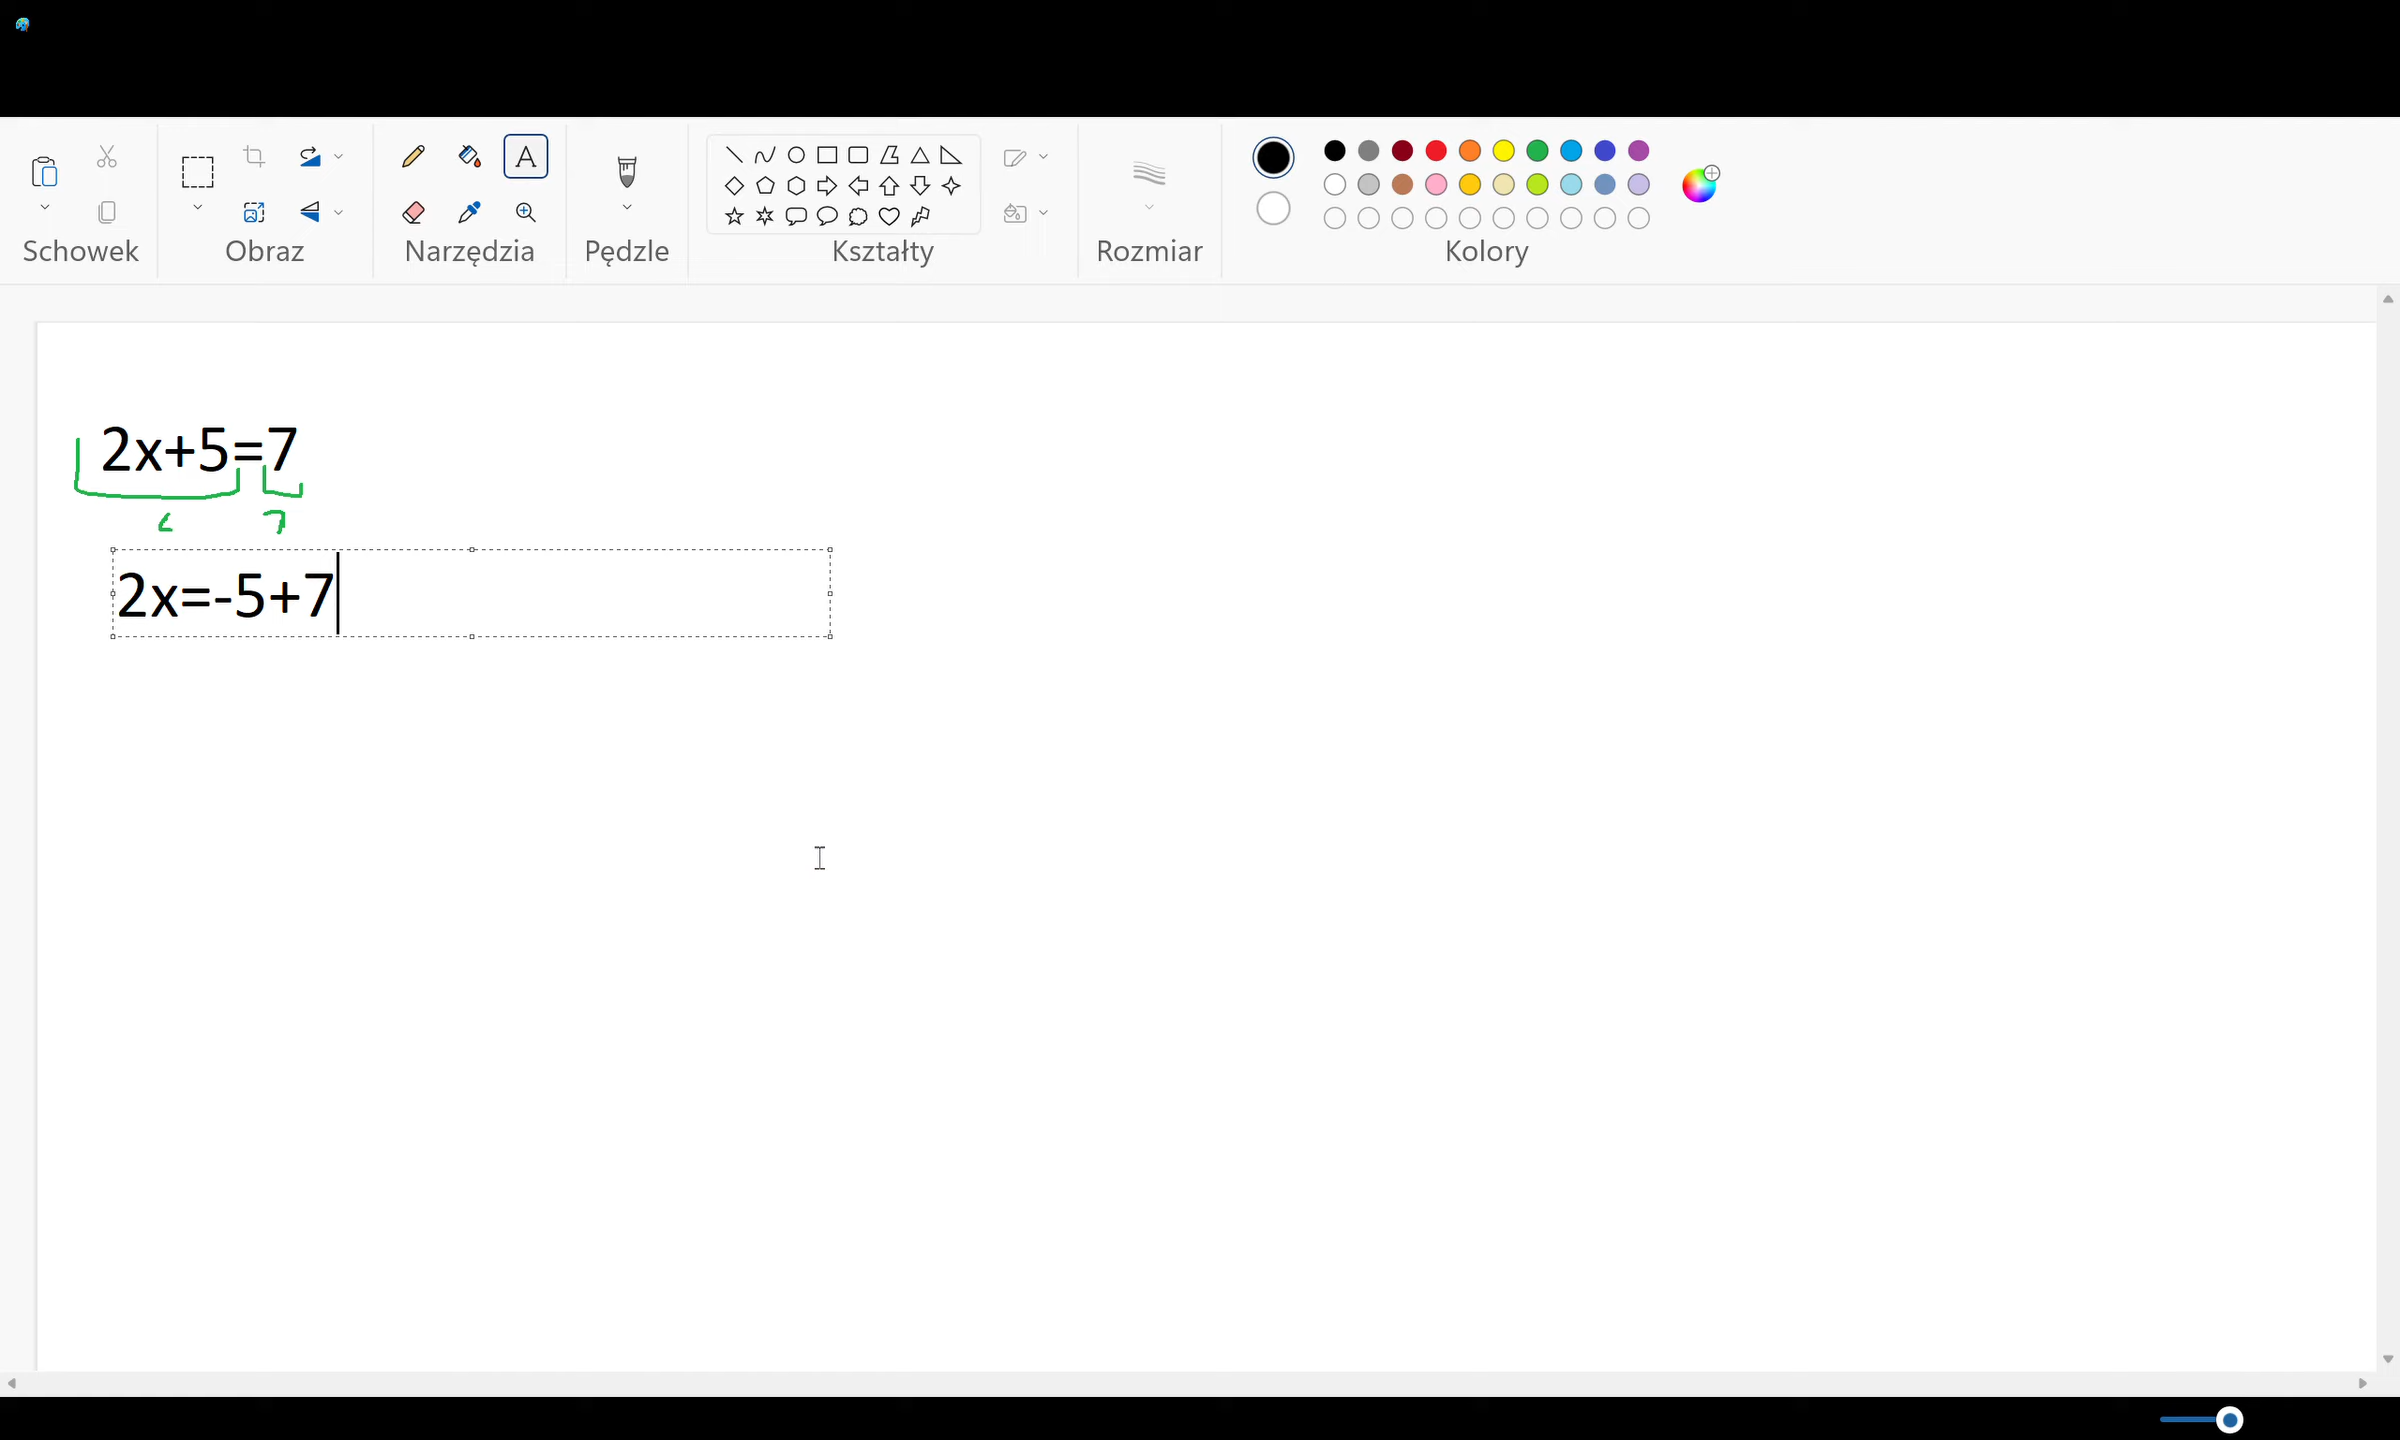 Schowek
Obraz
Narzędzia
Pędzle
Kształty
Rozmiar
Kolory
2x+5=7
2x=-5+7